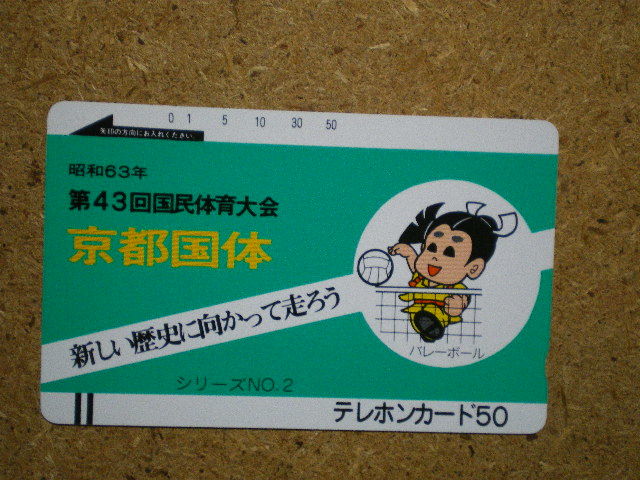 0 1 5 10 30 50
矢印の方向にお入れください
昭和63年
第43回国民体育大会
京都国体
新しい歴史に向かって走ろう
バレーボール
シリーズNO.2
テレホンカード50